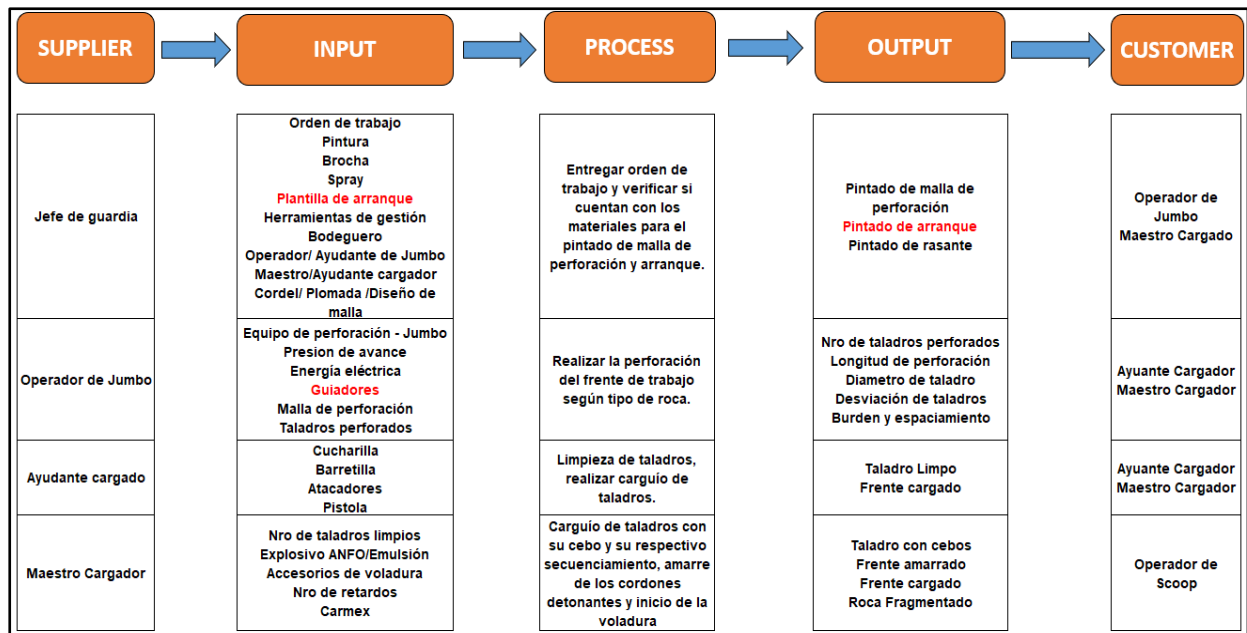 SUPPLIER
INPUT
PROCESS
OUTPUT
CUSTOMER
Jefe de guardia
Orden de trabajo
Pintura
Brocha
Spray
Plantilla de arranque
Herramientas de gestión
Bodeguero
Operador/ Ayudante de Jumbo
Maestro/Ayudante cargador
Cordel/ Plomada /Diseño de
malla
Entregar orden de
trabajo y verificar si
cuentan con los
materiales para el
pintado de malla de
perforación y arranque.
Pintado de malla de
perforación
Pintado de arranque
Pintado de rasante
Operador de
Jumbo
Maestro Cargado
Operador de Jumbo
Equipo de perforación - Jumbo
Presion de avance
Energía eléctrica
Guiadores
Malla de perforación
Taladros perforados
Realizar la perforación
del frente de trabajo
según tipo de roca.
Nro de taladros perforados
Longitud de perforación
Diametro de taladro
Desviación de taladros
Burden y espaciamiento
Ayuante Cargador
Maestro Cargador
Ayudante cargado
Cucharilla
Barretilla
Atacadores
Pistola
Limpieza de taladros,
realizar carguío de
taladros.
Taladro Limpo
Frente cargado
Ayuante Cargador
Maestro Cargador
Maestro Cargador
Nro de taladros limpios
Explosivo ANFO/Emulsión
Accesorios de voladura
Nro de retardos
Carmex
Carguío de taladros con
su cebo y su respectivo
secuenciamiento, amarre
de los cordones
detonantes y inicio de la
voladura
Taladro con cebos
Frente amarrado
Frente cargado
Roca Fragmentado
Operador de
Scoop